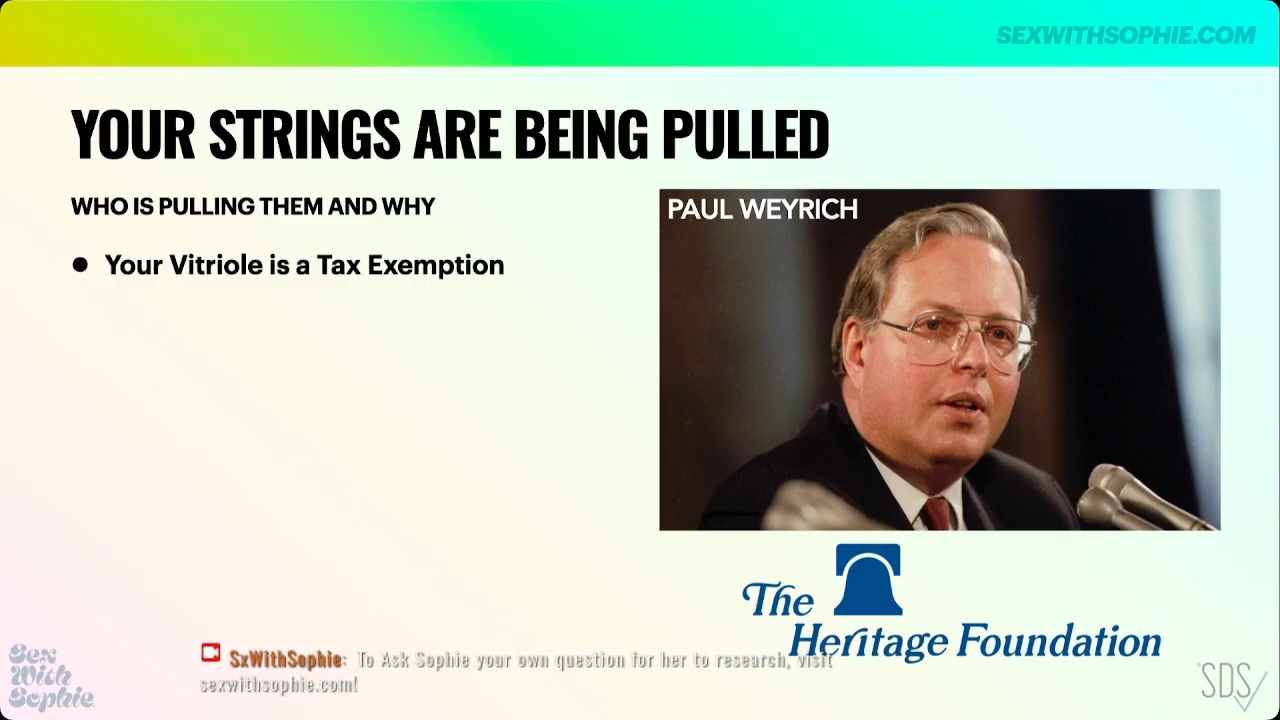 SEXWITHSOPHIE.COM
YOUR STRINGS ARE BEING PULLED
WHO IS PULLING THEM AND WHY
● Your Vitriole is a Tax Exemption
PAUL WEYRICH
The
Heritage Foundation
SxWithSophie: To Ask Sophie your own question for her to research, visit
sexwithsophie.com!
Sex
With
Sophie
SDS